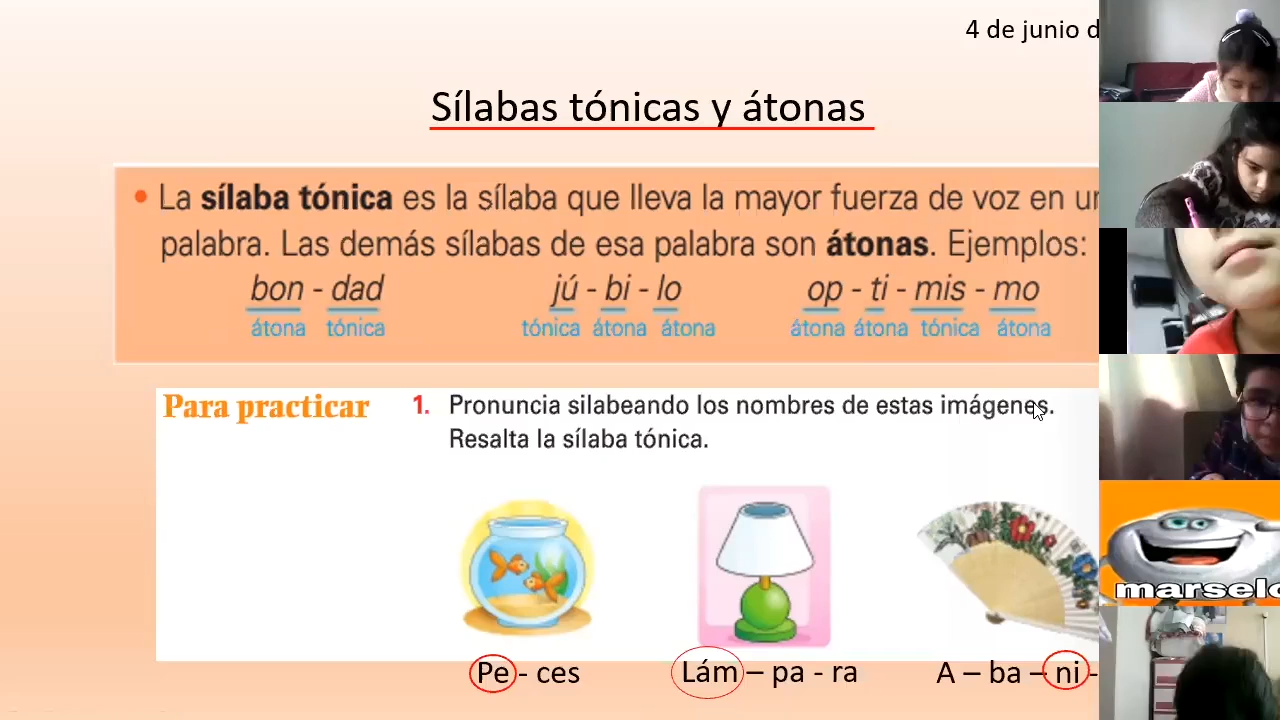 4 de junio d
Sílabas tónicas y átonas
• La sílaba tónica es la sílaba que lleva la mayor fuerza de voz en un
palabra. Las demás sílabas de esa palabra son átonas. Ejemplos:
bon - dad jú - bi - lo op - ti - mis - mo
átona tónica tónica átona átona átona átona tónica átona
Para practicar 1. Pronuncia silabeando los nombres de estas imágenes.
Resalta la sílaba tónica.
marselo
Pe - ces Lám – pa - ra A – ba – ni -